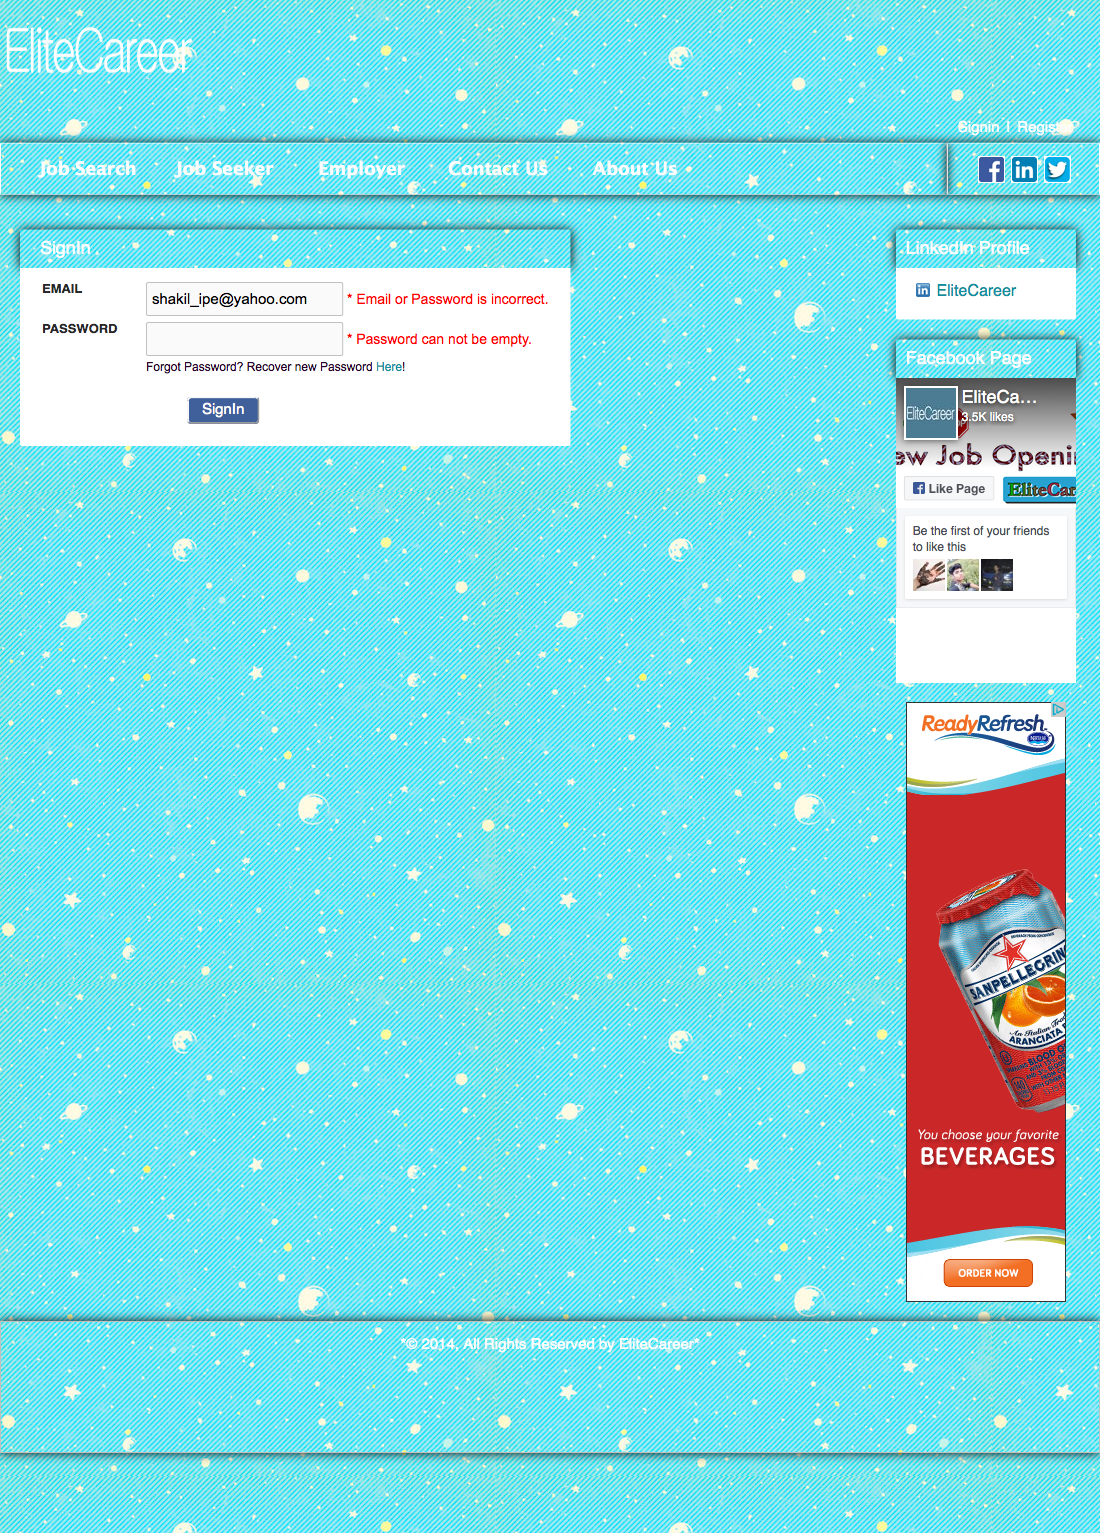 EliteCareer
Signin | Regist
Job Search Job Seeker Employer Contact US About Us
SignIn
EMAIL shakil_ipe@yahoo.com * Email or Password is incorrect.
PASSWORD * Password can not be empty.
Forgot Password? Recover new Password Here!
SignIn
LinkedIn Profile
EliteCareer
Facebook Page
EliteCareer
EliteCa...
3.5K likes
ew Job Openi
Like Page
EliteCar
Be the first of your friends
to like this
ReadyRefresh
Nestle
SANPELLEGRINO
An Italian
ARANCIATA
BLOOD
You choose your favorite
BEVERAGES
ORDER NOW
"© 2014, All Rights Reserved by EliteCareer"